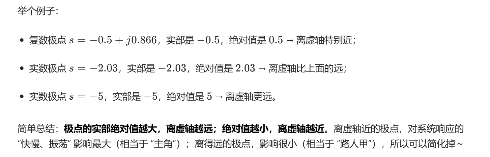 举个例子：
• 复数极点 s = −0.5 + j0.866，实部是 −0.5，绝对值是 0.5 → 离虚轴特别近；
• 实数极点 s = −2.03，实部是 −2.03，绝对值是 2.03 → 离虚轴比上面的远；
• 实数极点 s = −5，实部是 −5，绝对值是 5 → 离虚轴更远。
简单总结：极点的实部绝对值越大，离虚轴越远；绝对值越小，离虚轴越近。离虚轴近的极点，对系统响应的
“快慢、振荡” 影响最大（相当于 “主角”）；离得远的极点，影响很小（相当于 “路人甲”），所以可以简化掉~